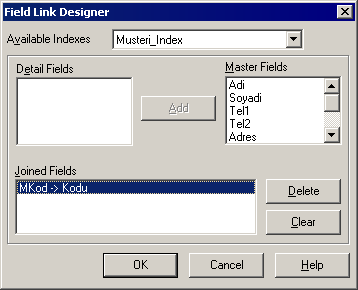 Field Link Designer
Available Indexes
Musteri_Index
Detail Fields
Master Fields
Add
Adi
Soyadi
Tel1
Tel2
Adres
Joined Fields
MKod -> Kodu
Delete
Clear
OK
Cancel
Help